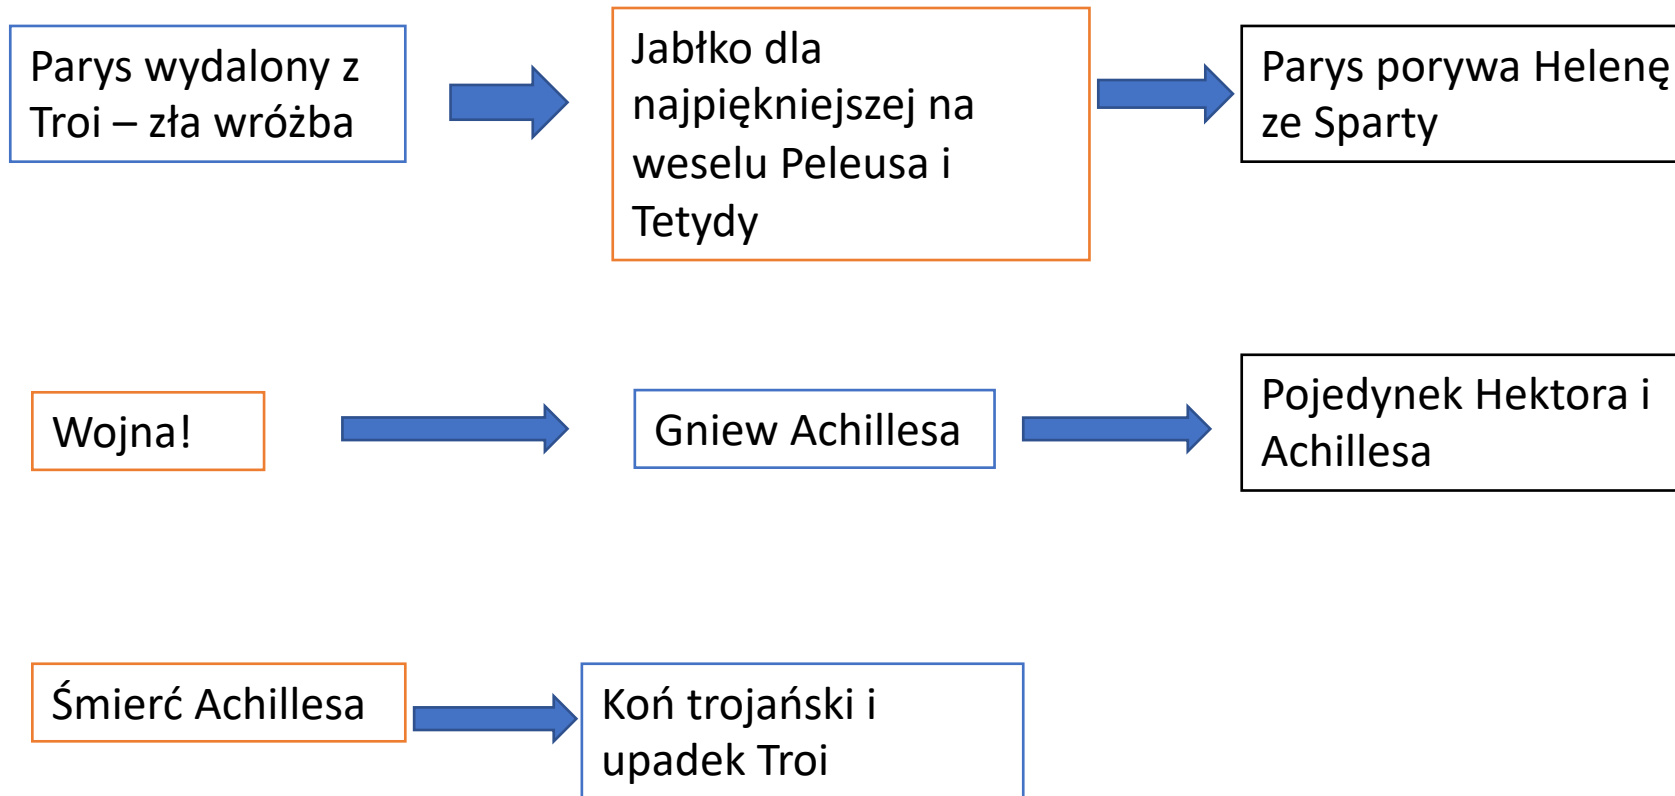 Parys wydalony z
Troi – zła wróżba
Jabłko dla
najpiękniejszej na
weselu Peleusa i
Tetydy
Parys porywa Helenę
ze Sparty
Wojna!
Gniew Achillesa
Pojedynek Hektora i
Achillesa
Śmierć Achillesa
Koń trojański i
upadek Troi